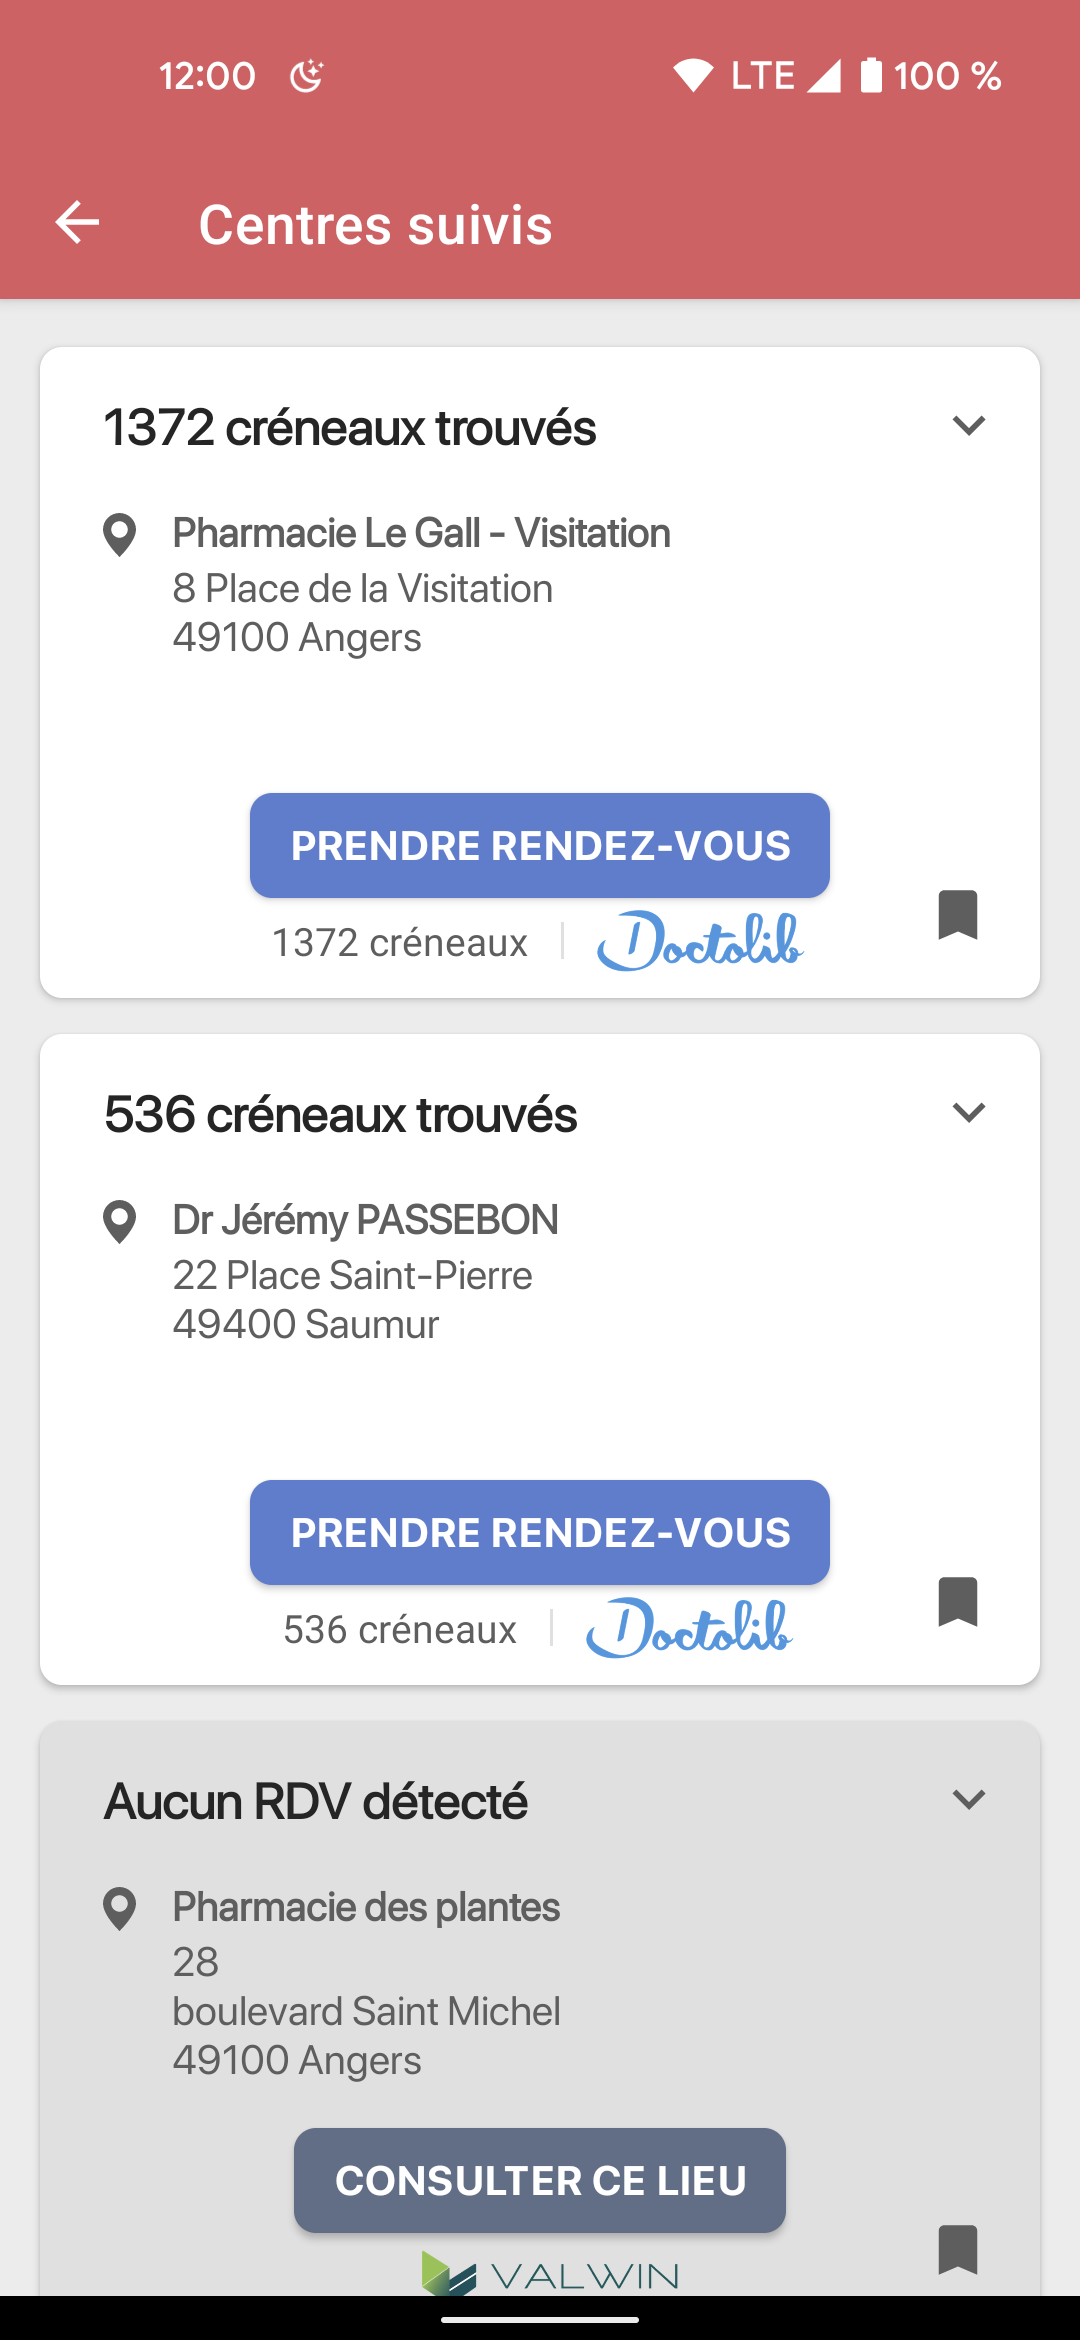 12:00 LTE 100 %
Centres suivis
1372 créneaux trouvés
Pharmacie Le Gall - Visitation
8 Place de la Visitation
49100 Angers
PRENDRE RENDEZ-VOUS
1372 créneaux Doctolib
536 créneaux trouvés
Dr Jérémy PASSEBON
22 Place Saint-Pierre
49400 Saumur
PRENDRE RENDEZ-VOUS
536 créneaux Doctolib
Aucun RDV détecté
Pharmacie des plantes
28
boulevard Saint Michel
49100 Angers
CONSULTER CE LIEU
VALWIN